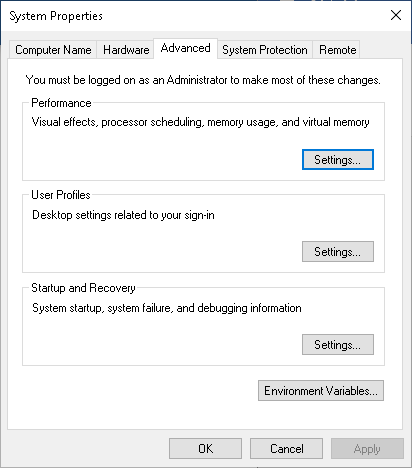 System Properties
Computer Name Hardware Advanced System Protection Remote
You must be logged on as an Administrator to make most of these changes.
Performance
Visual effects, processor scheduling, memory usage, and virtual memory
Settings...
User Profiles
Desktop settings related to your sign-in
Settings...
Startup and Recovery
System startup, system failure, and debugging information
Settings...
Environment Variables...
OK Cancel Apply